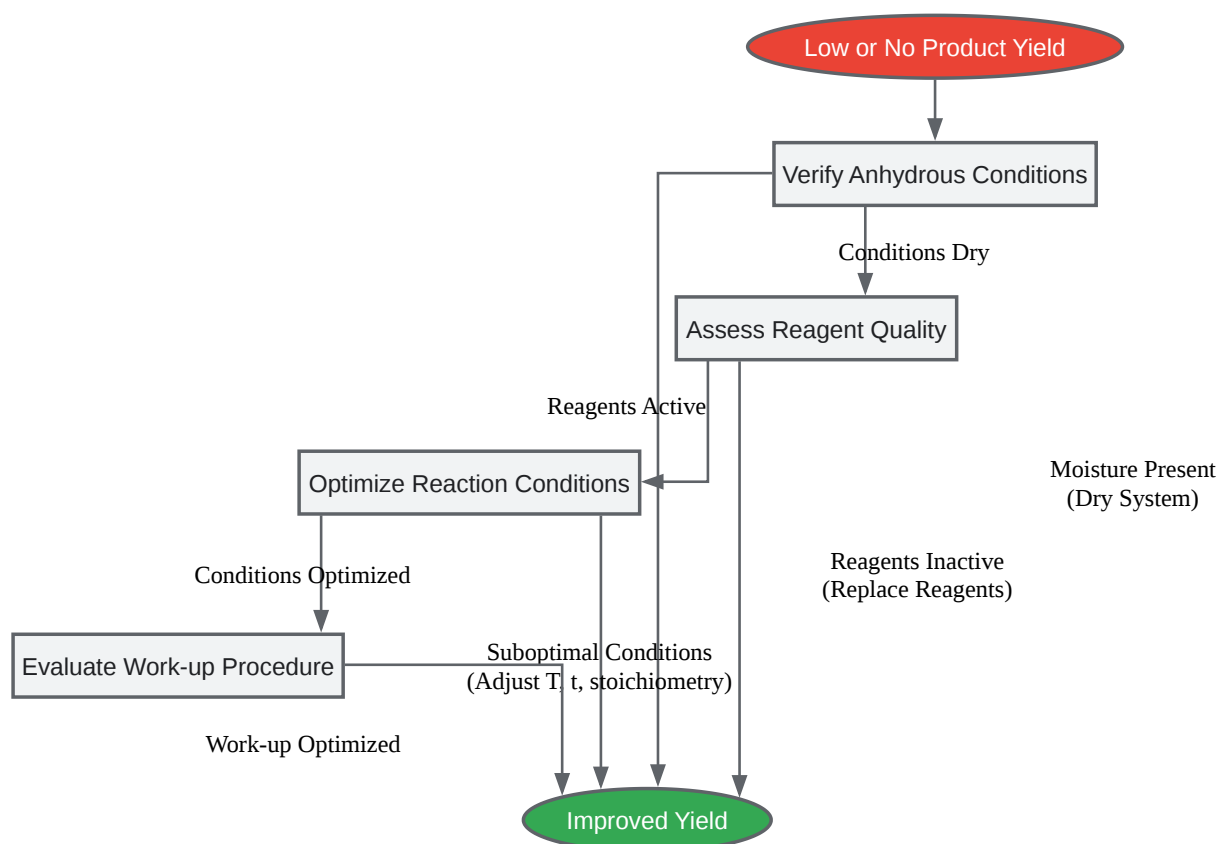 Low or No Product Yield
Verify Anhydrous Conditions
Conditions Dry
Assess Reagent Quality
Reagents Active
Moisture Present
(Dry System)
Optimize Reaction Conditions
Reagents Inactive
(Replace Reagents)
Conditions Optimized
Evaluate Work-up Procedure
Suboptimal Conditions
(Adjust T, t, stoichiometry)
Work-up Optimized
Improved Yield